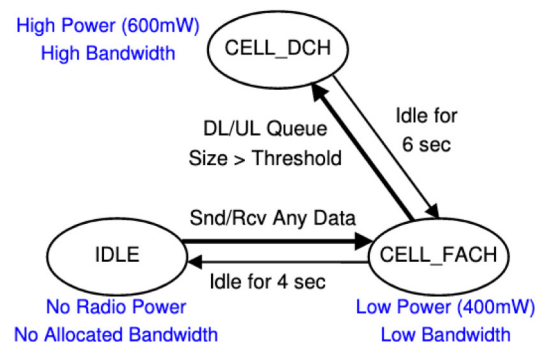 High Power (600mW)
High Bandwidth
CELL_DCH
DL/UL Queue
Size > Threshold
Idle for
6 sec
Snd/Rcv Any Data
IDLE
CELL_FACH
Idle for 4 sec
No Radio Power
No Allocated Bandwidth
Low Power (400mW)
Low Bandwidth